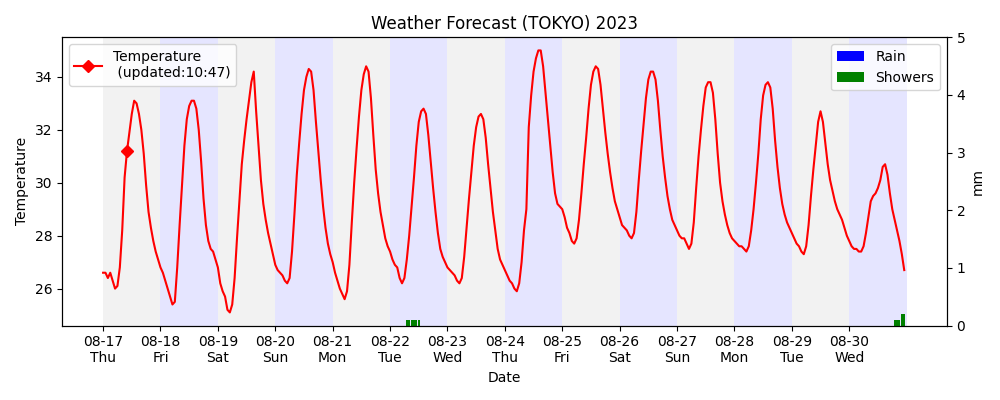 Weather Forecast (TOKYO) 2023
Temperature
(updated:10:47)
Rain
Showers
Temperature
34
32
30
28
26
5
4
3
2
1
0
mm
08-17 08-18 08-19 08-20 08-21 08-22 08-23 08-24 08-25 08-26 08-27 08-28 08-29 08-30
Thu Fri Sat Sun Mon Tue Wed Thu Fri Sat Sun Mon Tue Wed
Date